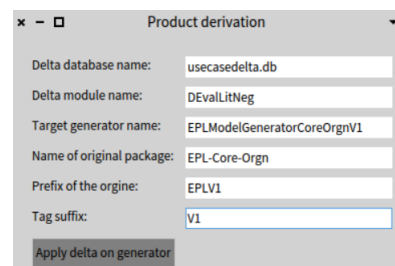 Product derivation
Delta database name: usecasedelta.db
Delta module name: DEvalLitNeg
Target generator name: EPLModelGeneratorCoreOrgnV1
Name of original package: EPL-Core-Orgn
Prefix of the orgine: EPLV1
Tag suffix: V1
Apply delta on generator